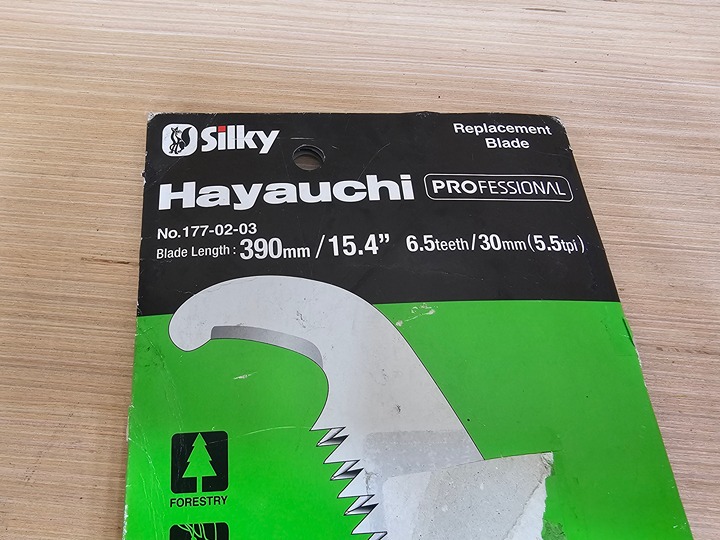 Silky
Replacement
Blade
Hayauchi PROFESSIONAL
No.177-02-03
Blade Length: 390mm/15.4” 6.5teeth/30mm(5.5tpi)
FORESTRY